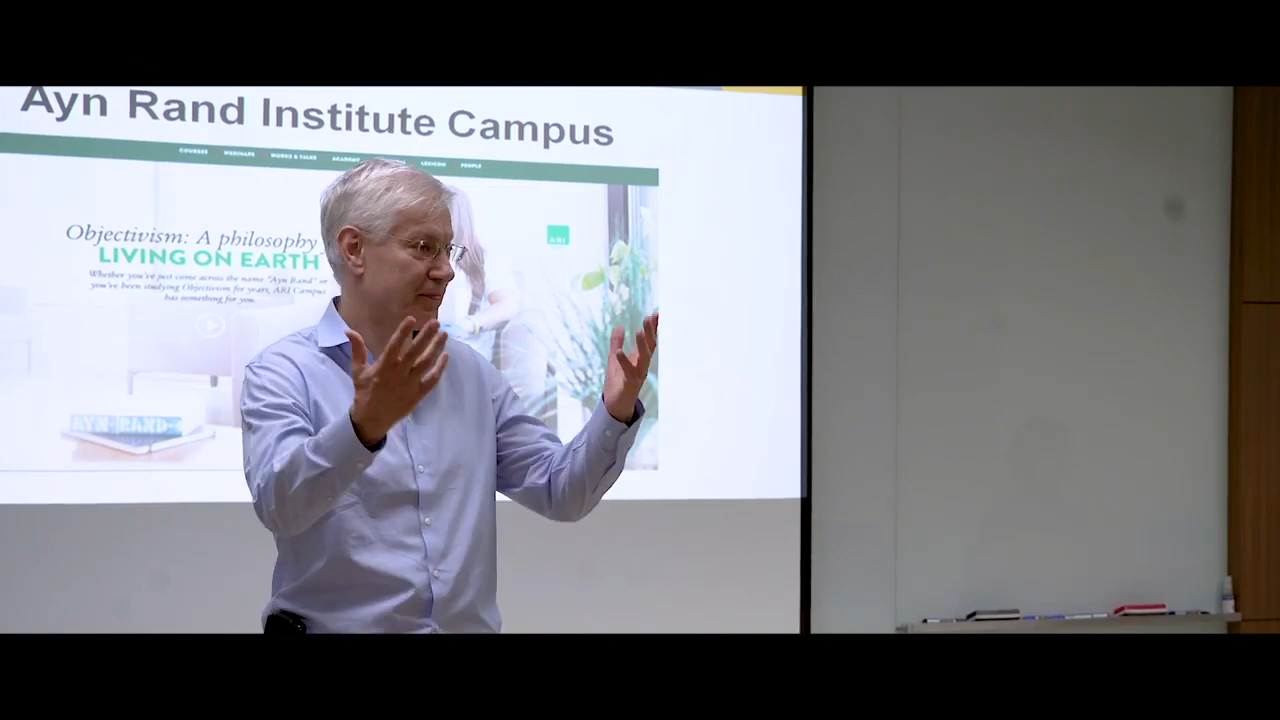 Ayn Rand Institute Campus
COURSES WEBINARS WORKS & TALKS ACADEMY LEXICON PEOPLE
Objectivism: A philosophy
LIVING ON EARTH
ARI
Whether you've just come across the name "Ayn Rand" or
you've been studying Objectivism for years, ARI Campus
has something for you.
AYN RAND